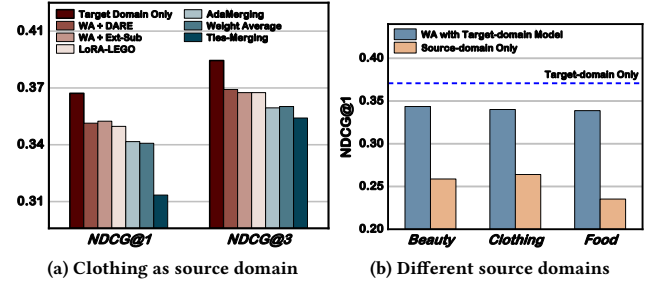 Target Domain Only
WA + DARE
WA + Ext-Sub
LoRA-LEGO
AdaMerging
Weight Average
Ties-Merging
0.41
0.37
0.34
0.31
NDCG@1
NDCG@3
(a) Clothing as source domain
WA with Target-domain Model
Source-domain Only
Target-domain Only
NDCG@1
0.40
0.35
0.30
0.25
0.20
Beauty
Clothing
Food
(b) Different source domains